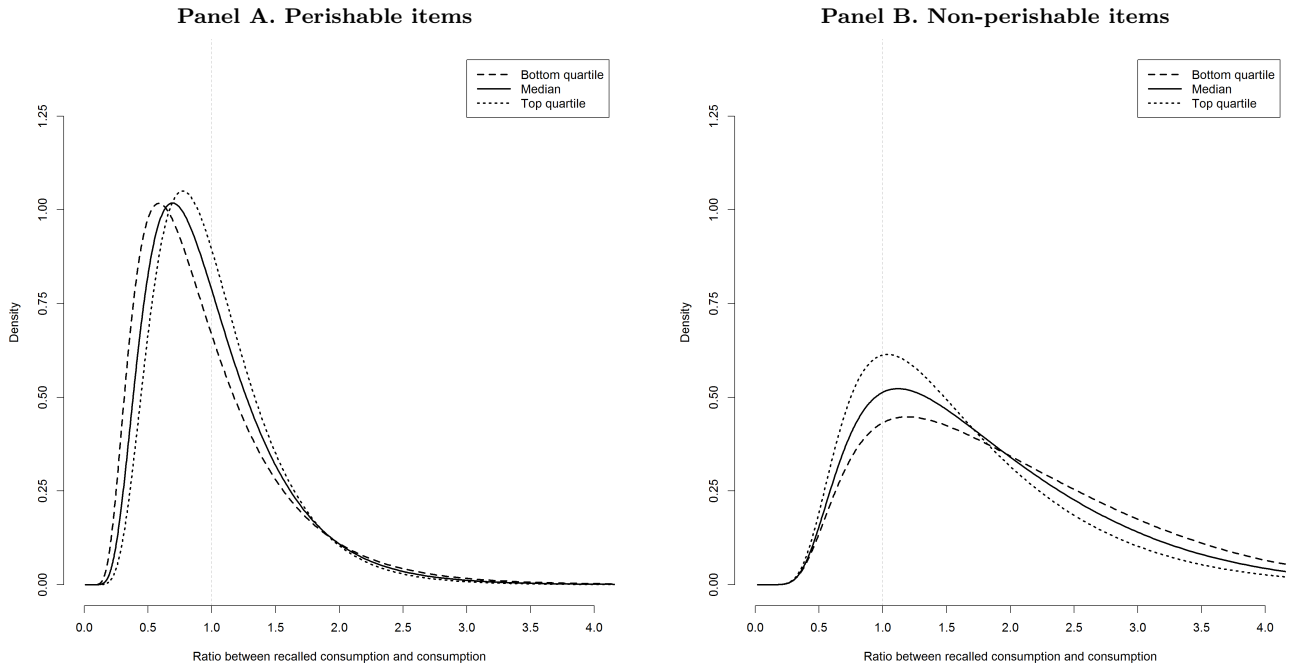 Panel A. Perishable items
Bottom quartile
Median
Top quartile
1.25
1.00
0.75
0.50
0.25
0.00
Density
0.0 0.5 1.0 1.5 2.0 2.5 3.0 3.5 4.0
Ratio between recalled consumption and consumption
Panel B. Non-perishable items
Bottom quartile
Median
Top quartile
1.25
1.00
0.75
0.50
0.25
0.00
Density
0.0 0.5 1.0 1.5 2.0 2.5 3.0 3.5 4.0
Ratio between recalled consumption and consumption